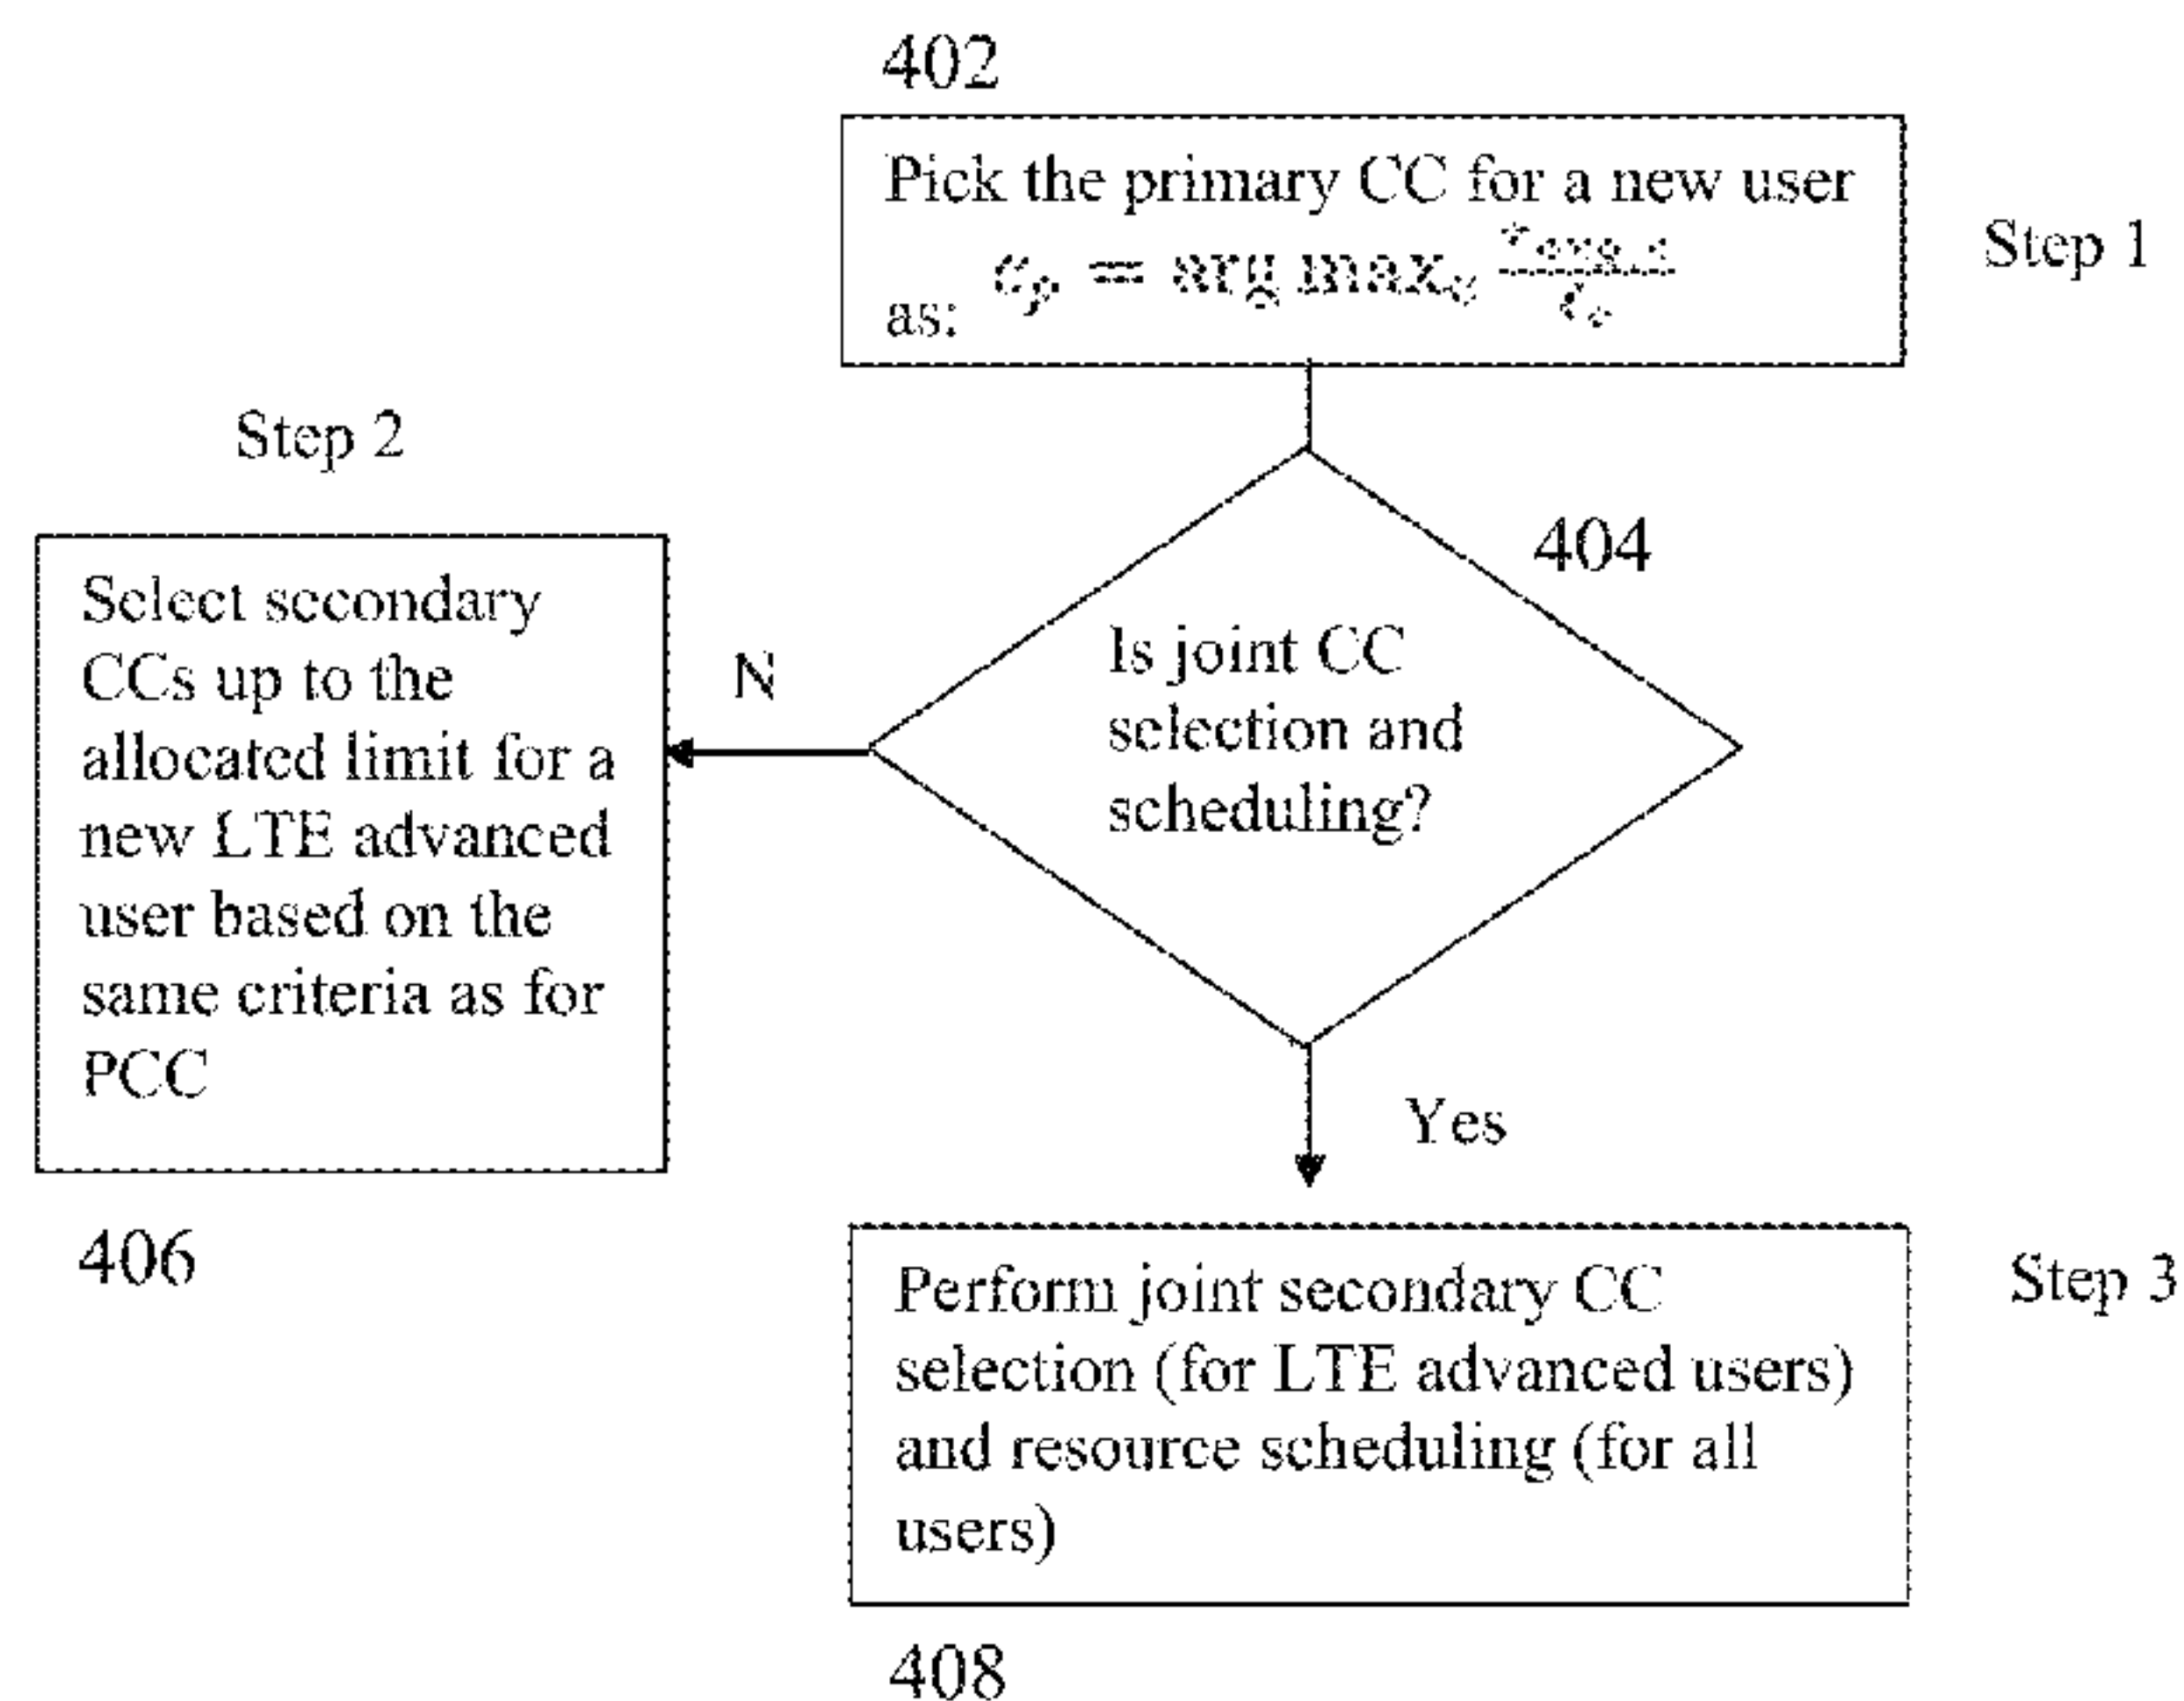 402
Pick the primary CC for a new user
as: = arg max
Step 1
Step 2
404
Is joint CC
selection and
scheduling?
N
Select secondary
CCs up to the
allocated limit for a
new LTE advanced
user based on the
same criteria as for
PCC
406
Yes
Perform joint secondary CC
selection (for LTE advanced users)
and resource scheduling (for all
users)
Step 3
408